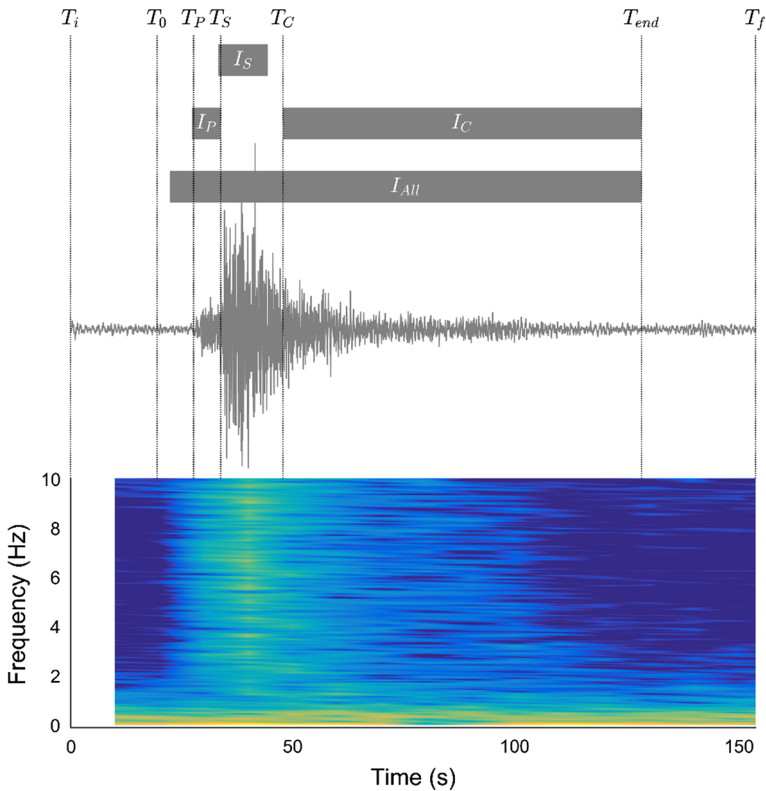 T_i T_0 T_P T_S T_C T_end T_f
I_S
I_P I_C
I_All
10
8
6
4
2
0
Frequency (Hz)
0 50 100 150
Time (s)